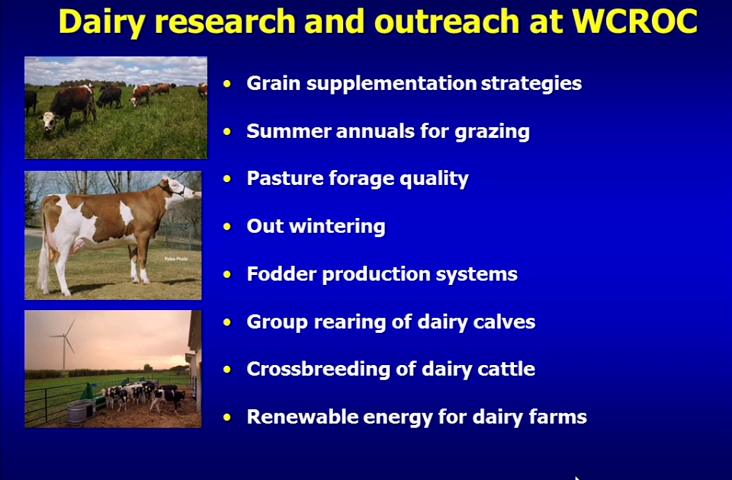 Dairy research and outreach at WCROC
Grain supplementation strategies
Summer annuals for grazing
Pasture forage quality
Out wintering
Fodder production systems
Group rearing of dairy calves
Crossbreeding of dairy cattle
Renewable energy for dairy farms